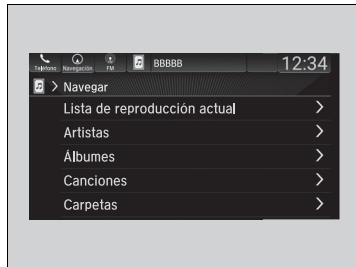 BBBBB 12:34
Teléfono Navegación FM
> Navegar
Lista de reproducción actual >
Artistas >
Álbumes >
Canciones >
Carpetas >